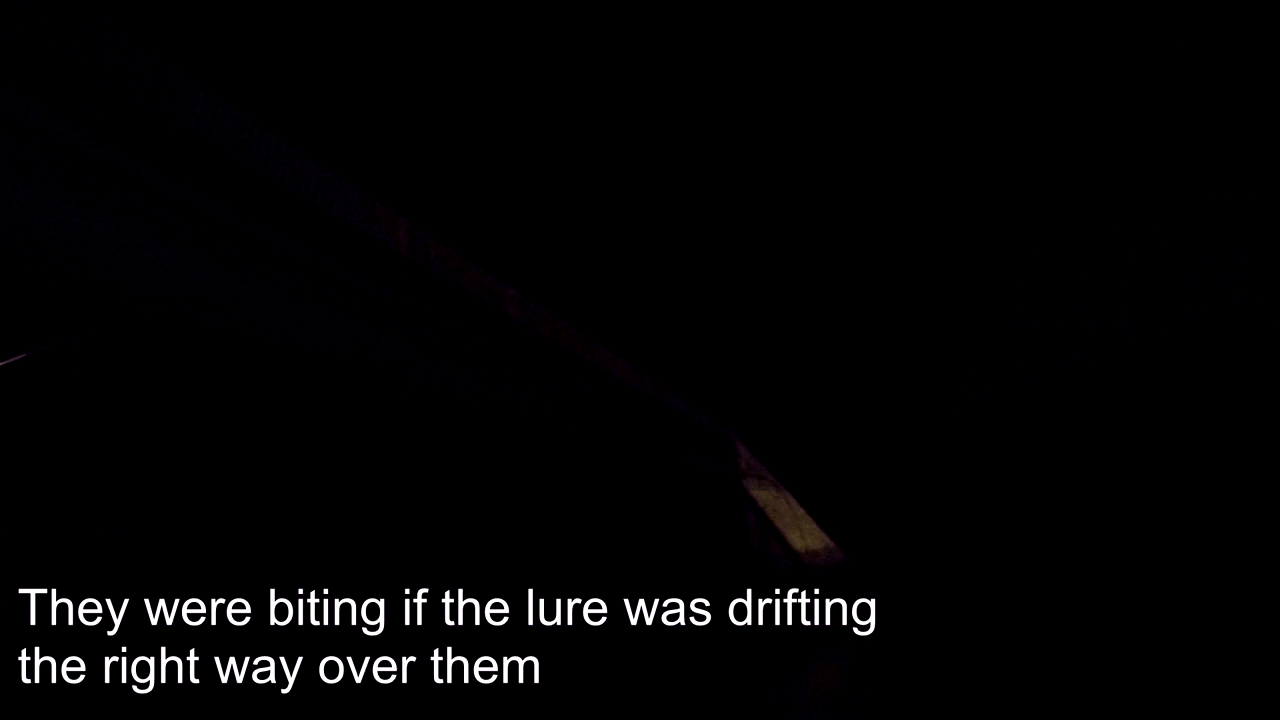 They were biting if the lure was drifting
the right way over them